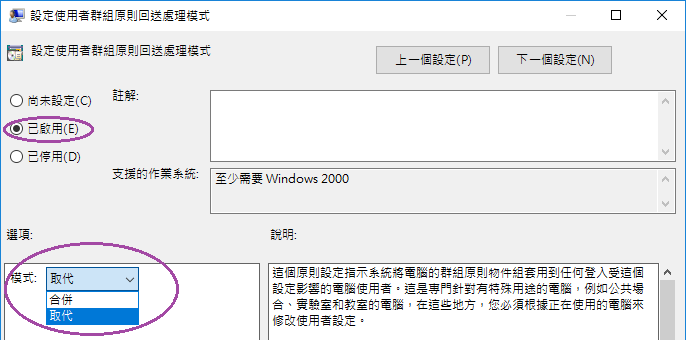 設定使用者群組原則回送處理模式
設定使用者群組原則回送處理模式
上一個設定(P)
下一個設定(N)
尚未設定(C)
註解:
已啟用(E)
已停用(D)
支援的作業系統:
至少需要 Windows 2000
選項:
說明:
模式:
取代
合併
取代
這個原則設定指示系統將電腦的群組原則物件組套用到任何登入受這個
設定影響的電腦使用者。這是專門針對有特殊用途的電腦，例如公共場
合、實驗室和教室的電腦，在這些地方，您必須根據正在使用的電腦來
修改使用者設定。